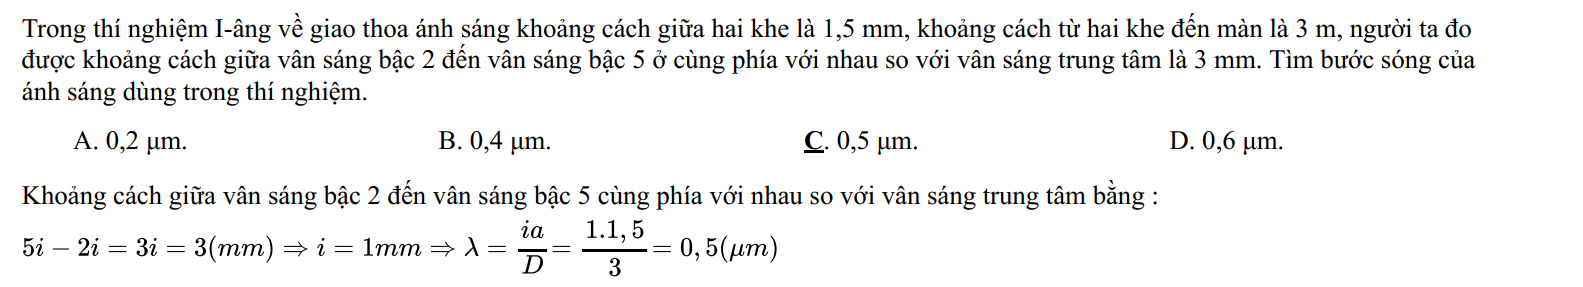 Trong thí nghiệm I-âng về giao thoa ánh sáng khoảng cách giữa hai khe là 1,5 mm, khoảng cách từ hai khe đến màn là 3 m, người ta đo
được khoảng cách giữa vân sáng bậc 2 đến vân sáng bậc 5 ở cùng phía với nhau so với vân sáng trung tâm là 3 mm. Tìm bước sóng của
ánh sáng dùng trong thí nghiệm.
A. 0,2 μm. B. 0,4 μm. C. 0,5 μm. D. 0,6 μm.
Khoảng cách giữa vân sáng bậc 2 đến vân sáng bậc 5 cùng phía với nhau so với vân sáng trung tâm bằng :
5i − 2i = 3i = 3(mm) ⇒ i = 1mm ⇒ λ = ia/D = 1.1,5/3 = 0,5(μm)